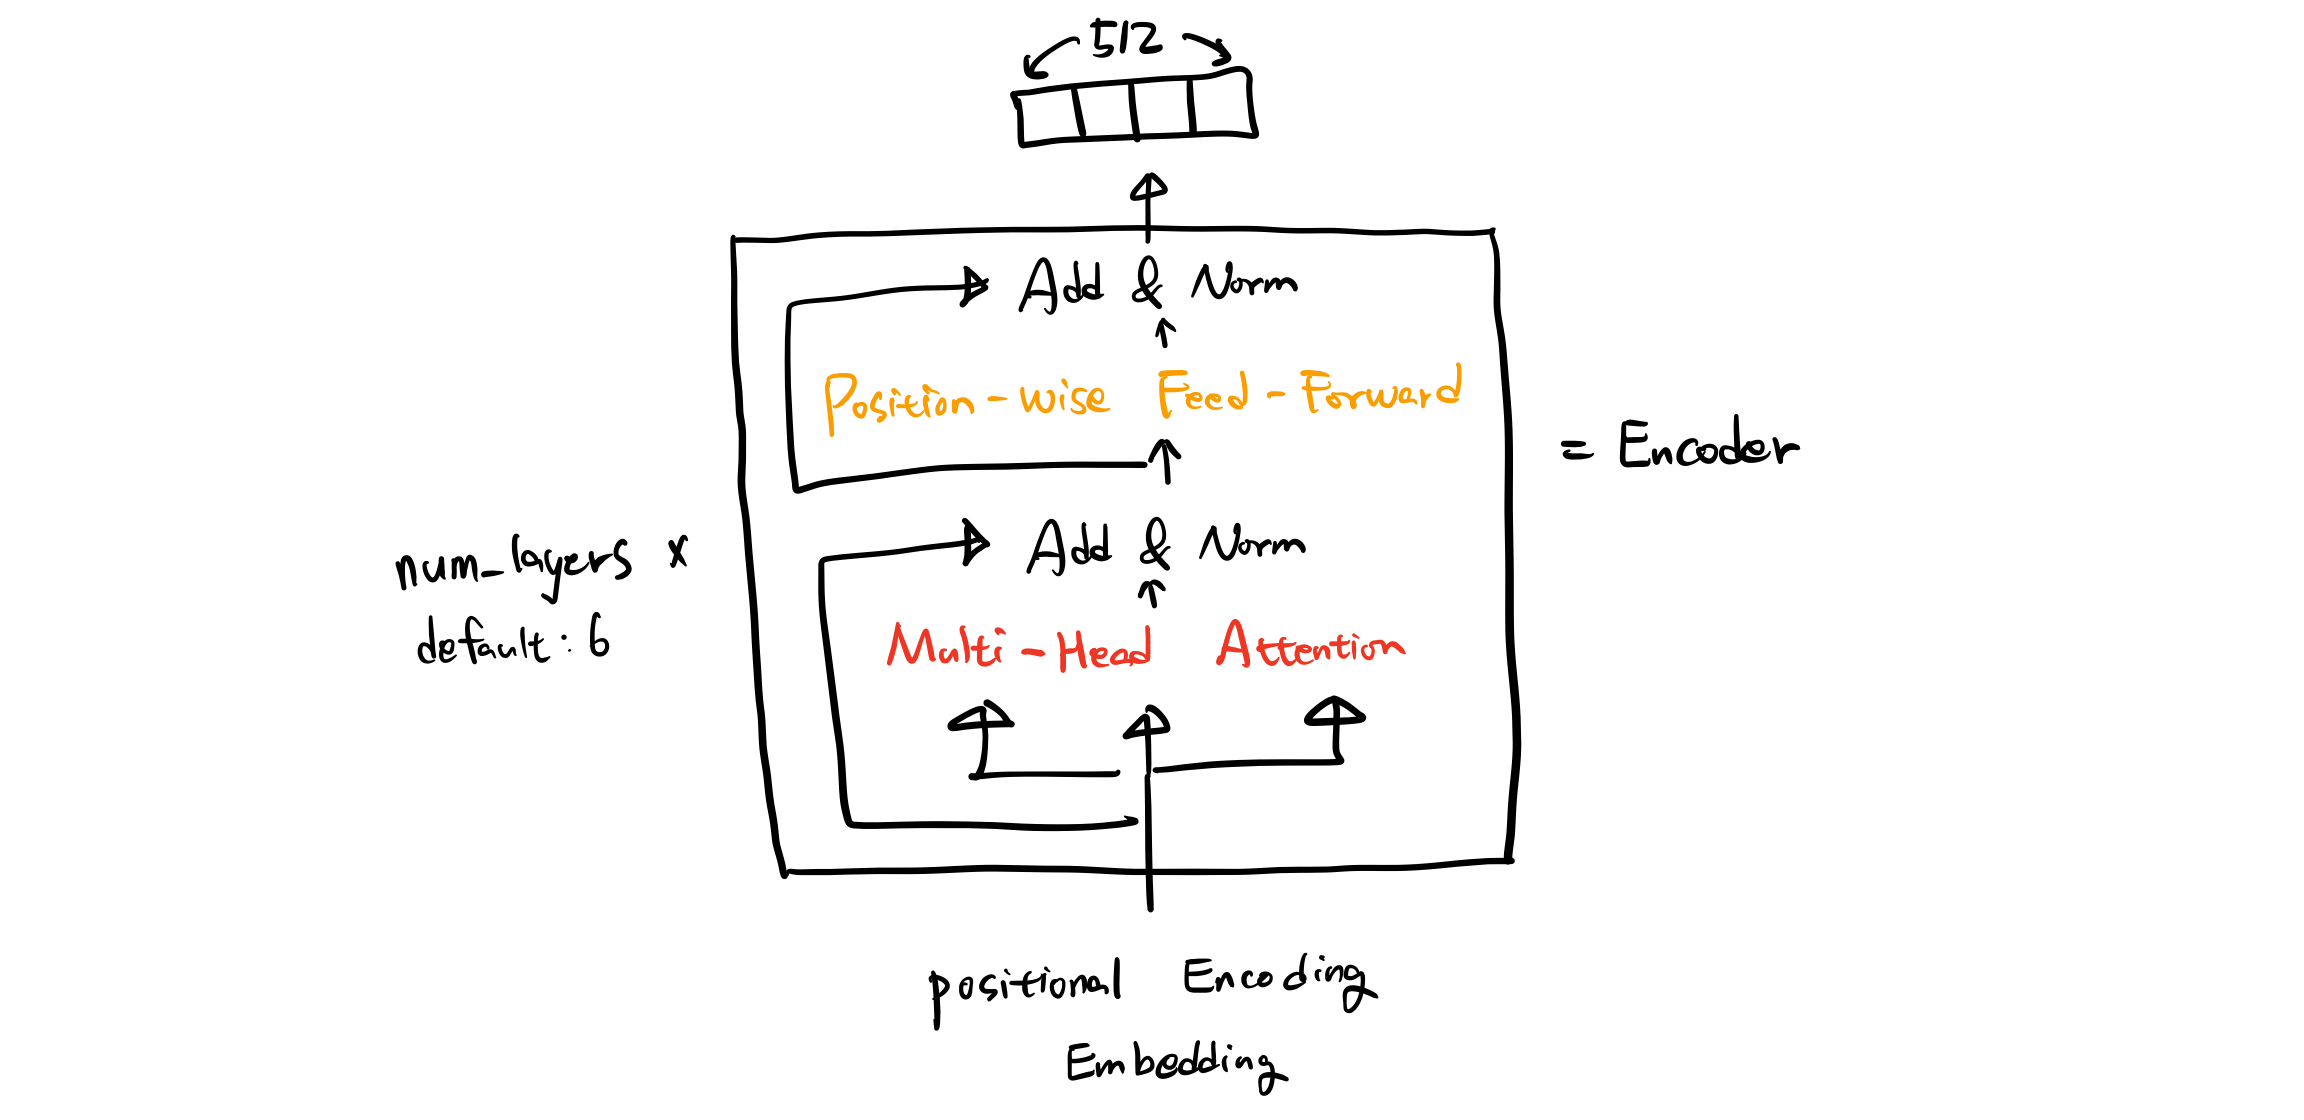 512
Add & Norm
Position-wise Feed-Forward
= Encoder
num_layers x
default: 6
Add & Norm
Multi-Head Attention
positional Encoding
Embedding